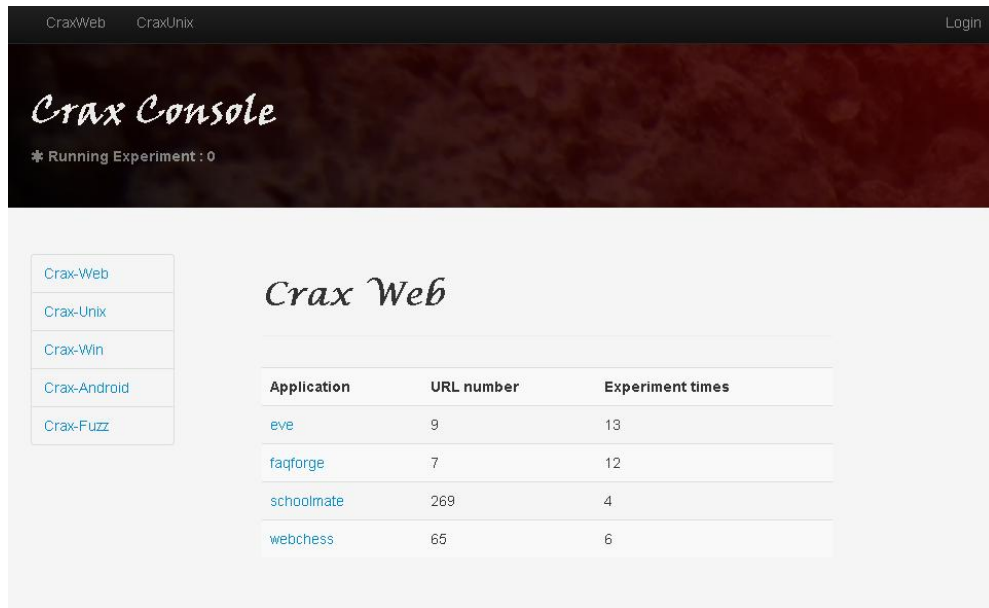 CraxWeb CraxUnix Login
Crax Console
✱ Running Experiment : 0
Crax-Web
Crax-Unix
Crax-Win
Crax-Android
Crax-Fuzz
Crax Web
Application URL number Experiment times
eve 9 13
faqforge 7 12
schoolmate 269 4
webchess 65 6